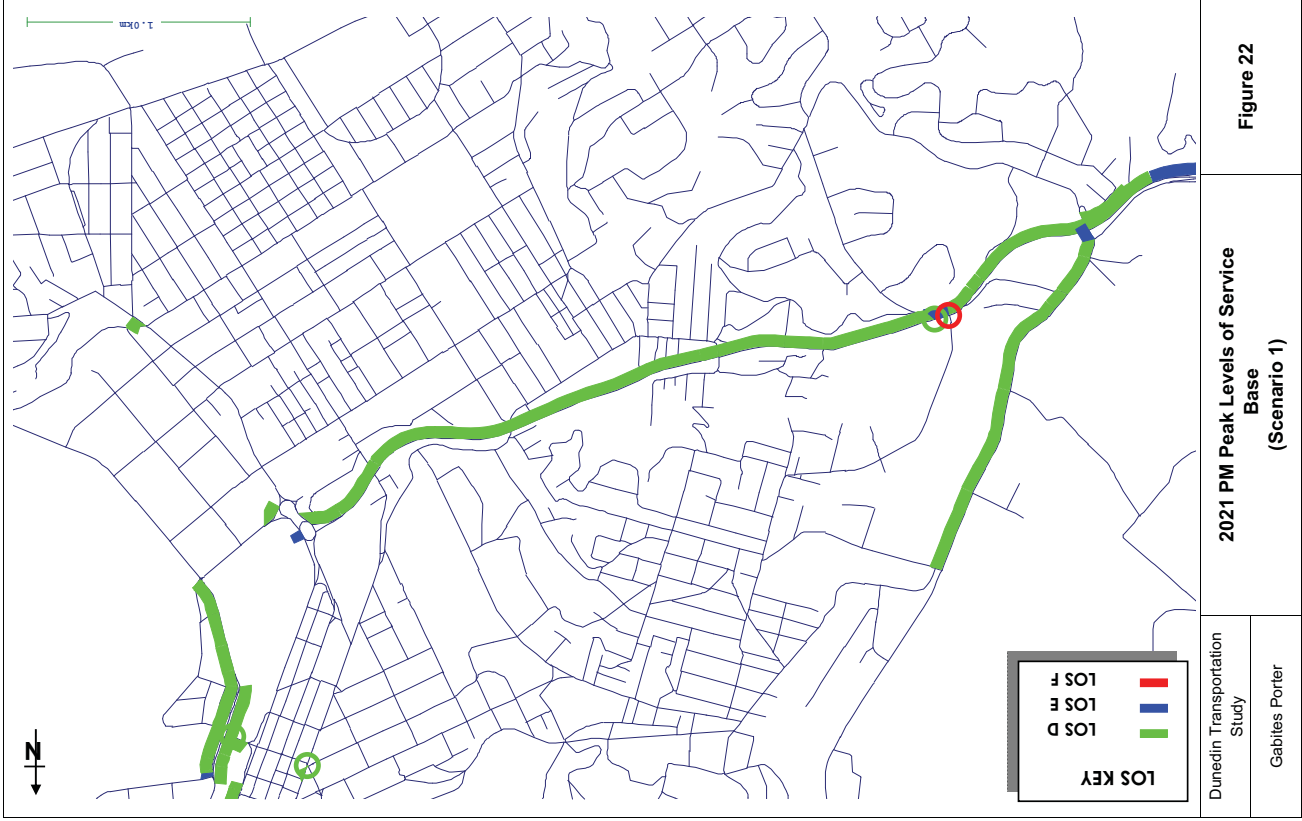 1.0km
N
LOS KEY
LOS D
LOS E
LOS F
Figure 22
2021 PM Peak Levels of Service
Base
(Scenario 1)
Dunedin Transportation
Study
Gabites Porter